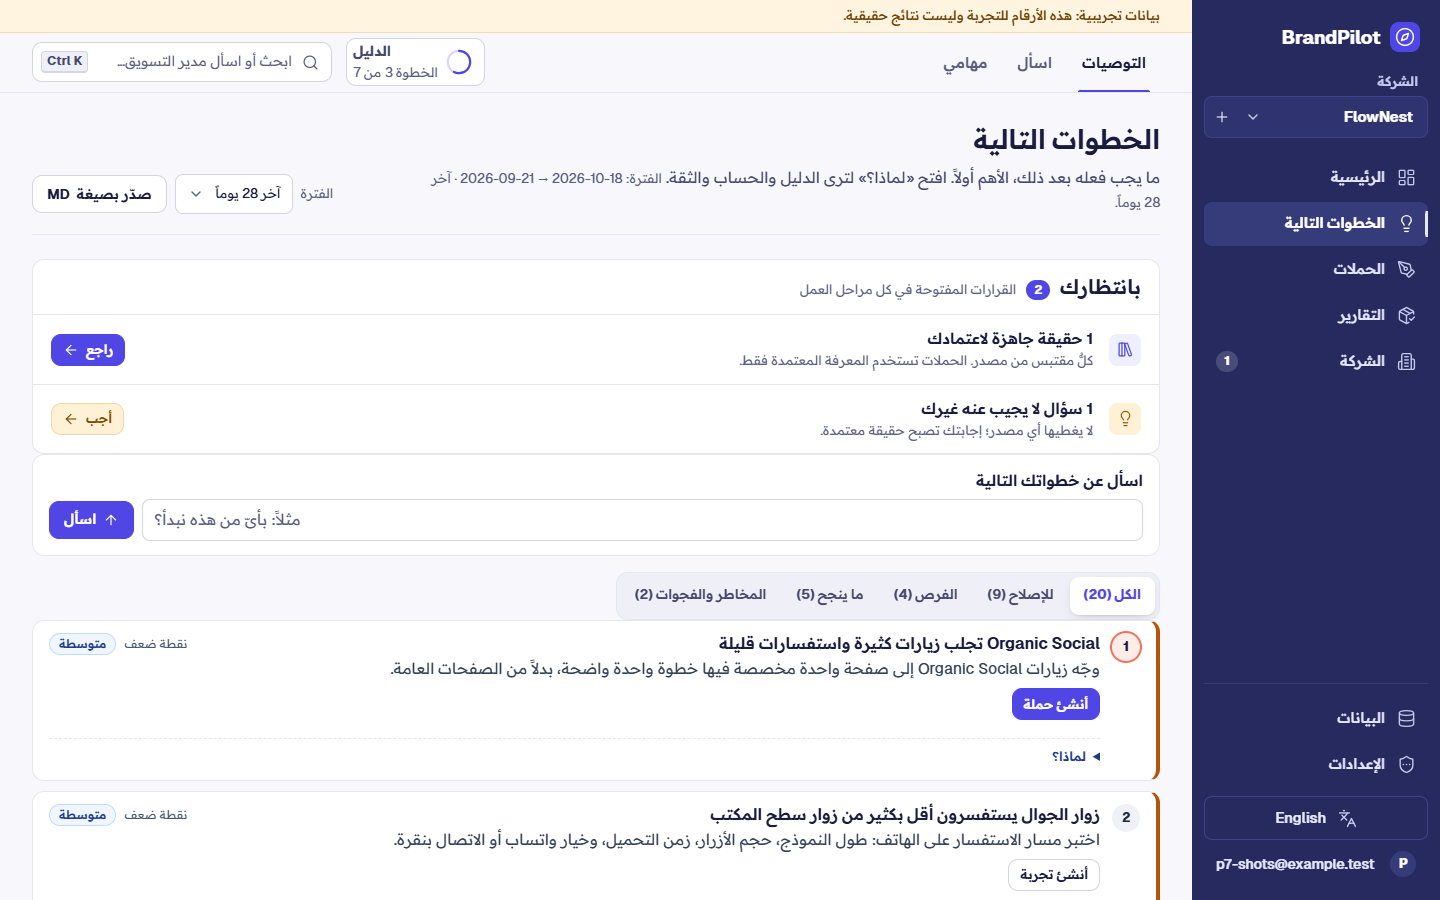 بيانات تجريبية: هذه الأرقام للتجربة وليست نتائج حقيقية.
BrandPilot
الشركة
FlowNest
الرئيسية
الخطوات التالية
الحملات
التقارير
الشركة
1
البيانات
الإعدادات
English
P
p7-shots@example.test
التوصيات
اسأل
مهامي
الدليل
الخطوة 3 من 7
ابحث أو اسأل مدير التسويق...
Ctrl K
الخطوات التالية
ما يجب فعله بعد ذلك، الأهم أولاً. افتح «لماذا؟» لترى الدليل والحساب والثقة. الفترة: 2026-10-18 → 2026-09-21 · آخر
28 يوماً.
الفترة
آخر 28 يوماً
صدّر بصيغة MD
بانتظارك
2
القرارات المفتوحة في كل مراحل العمل
1 حقيقة جاهزة لاعتمادك
كلٌّ مقتبس من مصدر. الحملات تستخدم المعرفة المعتمدة فقط.
راجع ←
1 سؤال لا يجيب عنه غيرك
لا يغطيها أي مصدر؛ إجابتك تصبح حقيقة معتمدة.
أجب ←
اسأل عن خطواتك التالية
مثلاً: بأيّ من هذه نبدأ؟
↑ اسأل
الكل (20)
للإصلاح (9)
الفرص (4)
ما ينجح (5)
المخاطر والفجوات (2)
1
Organic Social تجلب زيارات كثيرة واستفسارات قليلة
نقطة ضعف
متوسطة
وجّه زيارات Organic Social إلى صفحة واحدة مخصصة فيها خطوة واحدة واضحة، بدلاً من الصفحات العامة.
أنشئ حملة
لماذا؟
2
زوار الجوال يستفسرون أقل بكثير من زوار سطح المكتب
نقطة ضعف
متوسطة
اختبر مسار الاستفسار على الهاتف: طول النموذج، حجم الأزرار، زمن التحميل، وخيار واتساب أو الاتصال بنقرة.
أنشئ تجربة